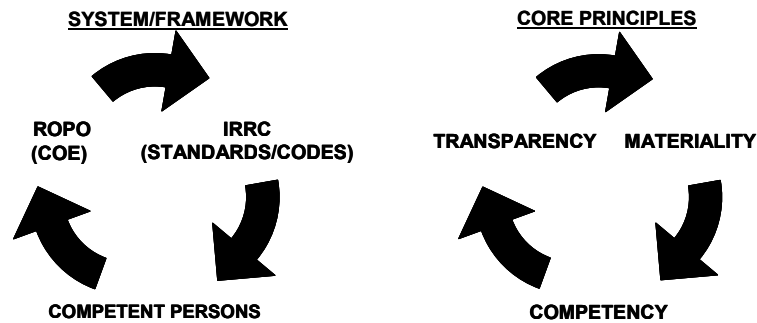 SYSTEM/FRAMEWORK
ROPO
(COE)
IRRC
(STANDARDS/CODES)
COMPETENT PERSONS
CORE PRINCIPLES
TRANSPARENCY
MATERIALITY
COMPETENCY